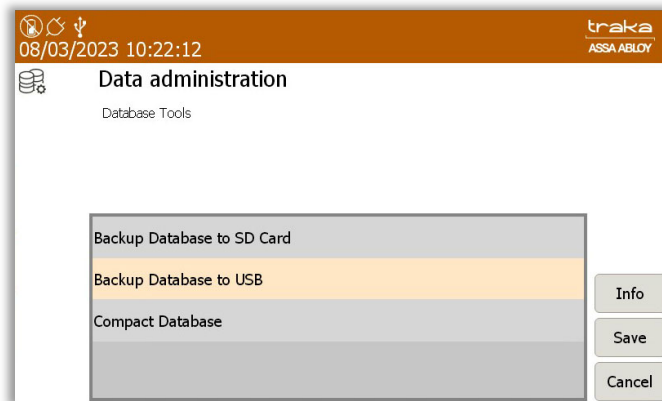 traka
08/03/2023 10:22:12
ASSA ABLOY
Data administration
Database Tools
Backup Database to SD Card
Backup Database to USB
Info
Compact Database
Save
Cancel